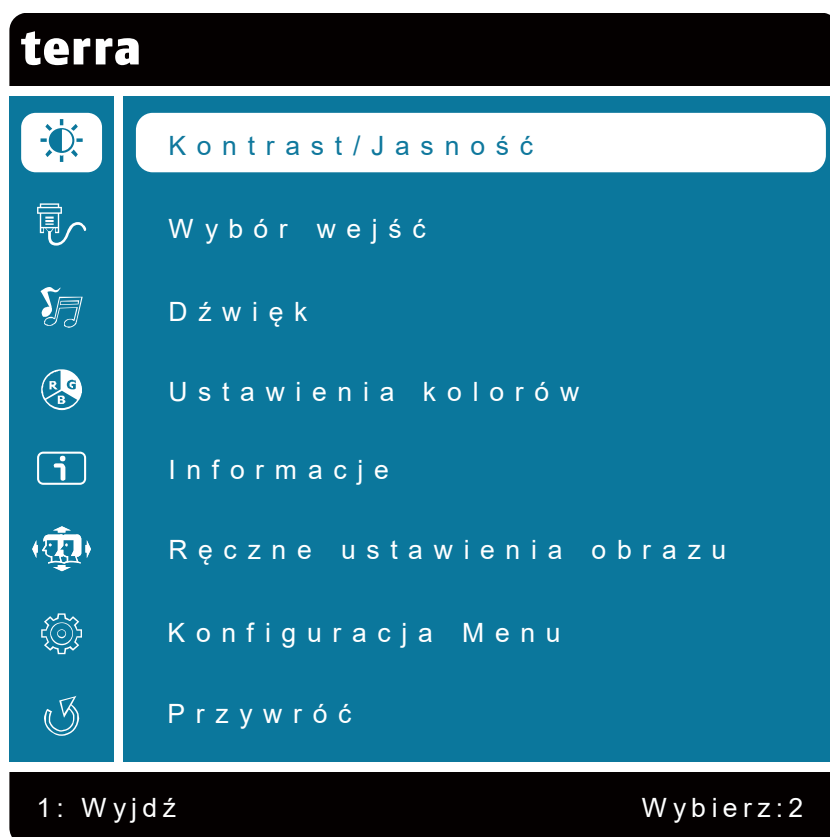 terra
Kontrast/Jasność
Wybór wejść
Dźwięk
R G B
Ustawienia kolorów
i
Informacje
Ręczne ustawienia obrazu
Konfiguracja Menu
Przywróć
1: Wyjdź Wybierz:2